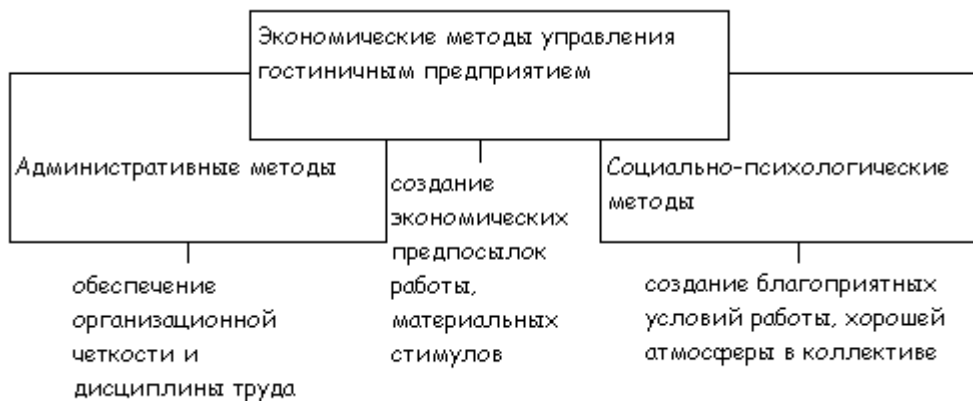 Экономические методы управления
гостиничным предприятием
Административные методы
Социально-психологические
методы
создание
экономических
предпосылок
работы,
материальных
стимулов
обеспечение
организационной
четкости и
дисциплины труда
создание благоприятных
условий работы, хорошей
атмосферы в коллективе